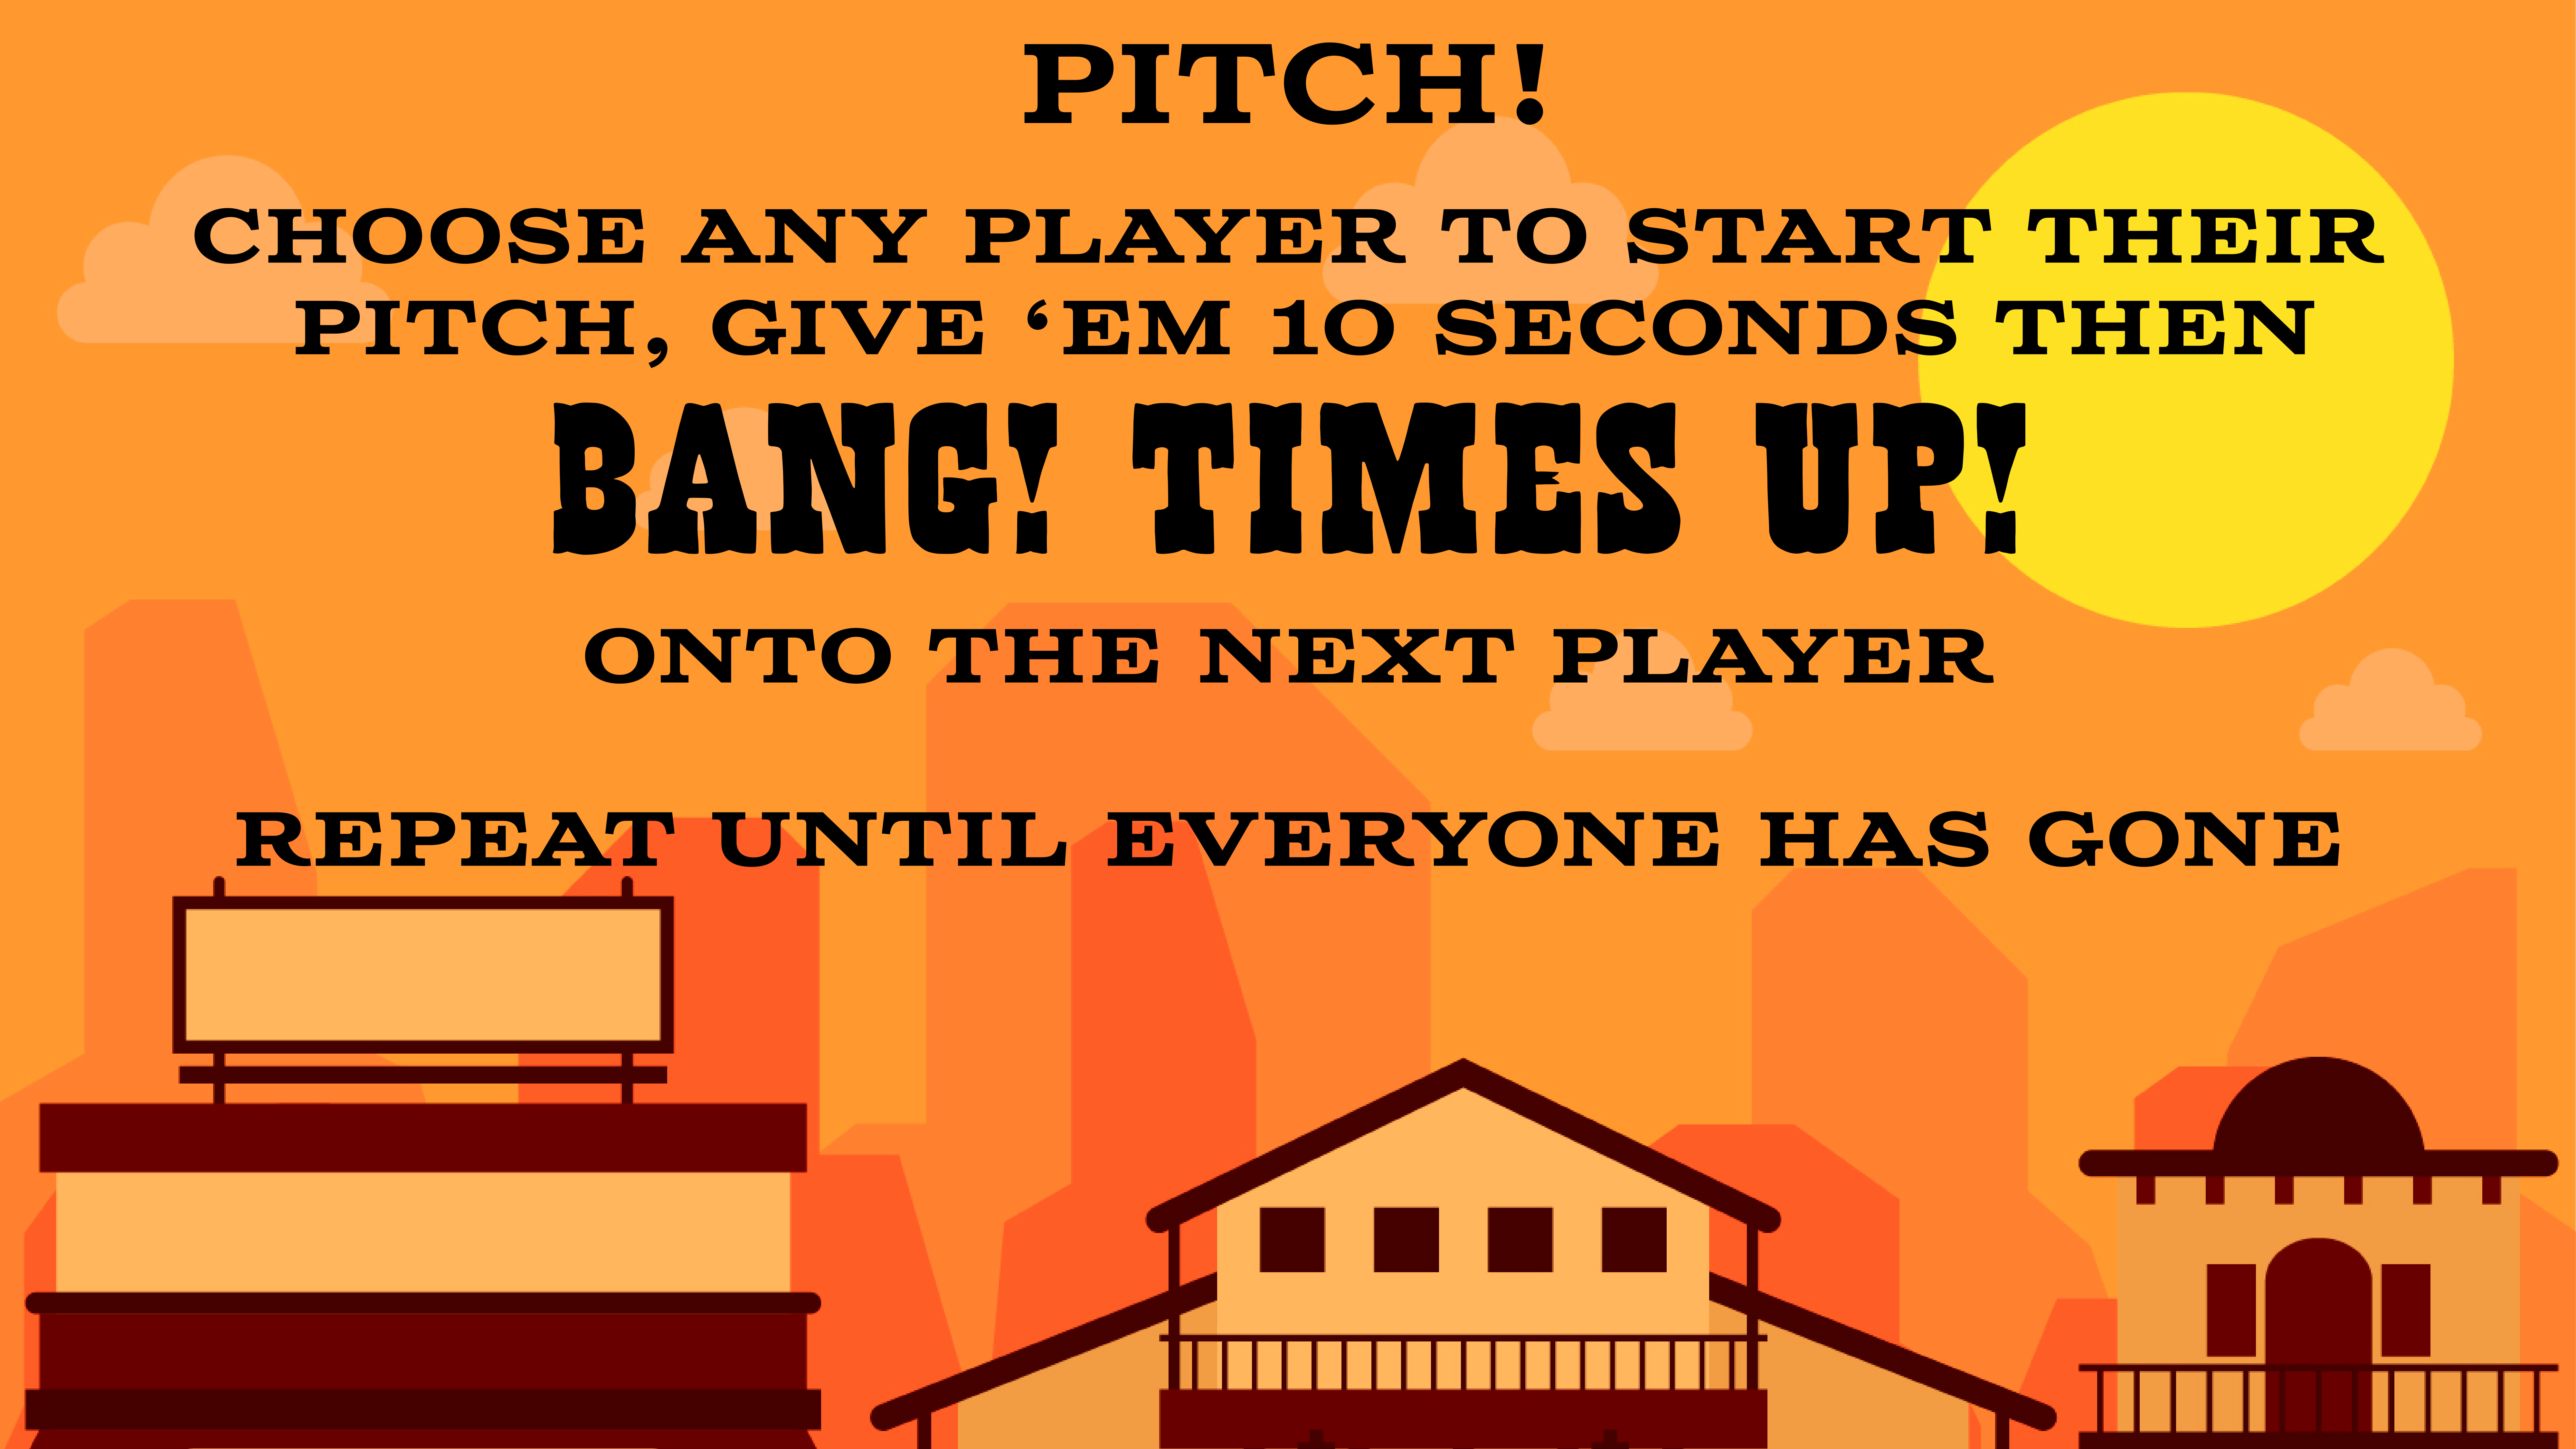 PITCH!
CHOOSE ANY PLAYER TO START THEIR
PITCH, GIVE ‘EM 10 SECONDS THEN
BANG! TIMES UP!
ONTO THE NEXT PLAYER
REPEAT UNTIL EVERYONE HAS GONE